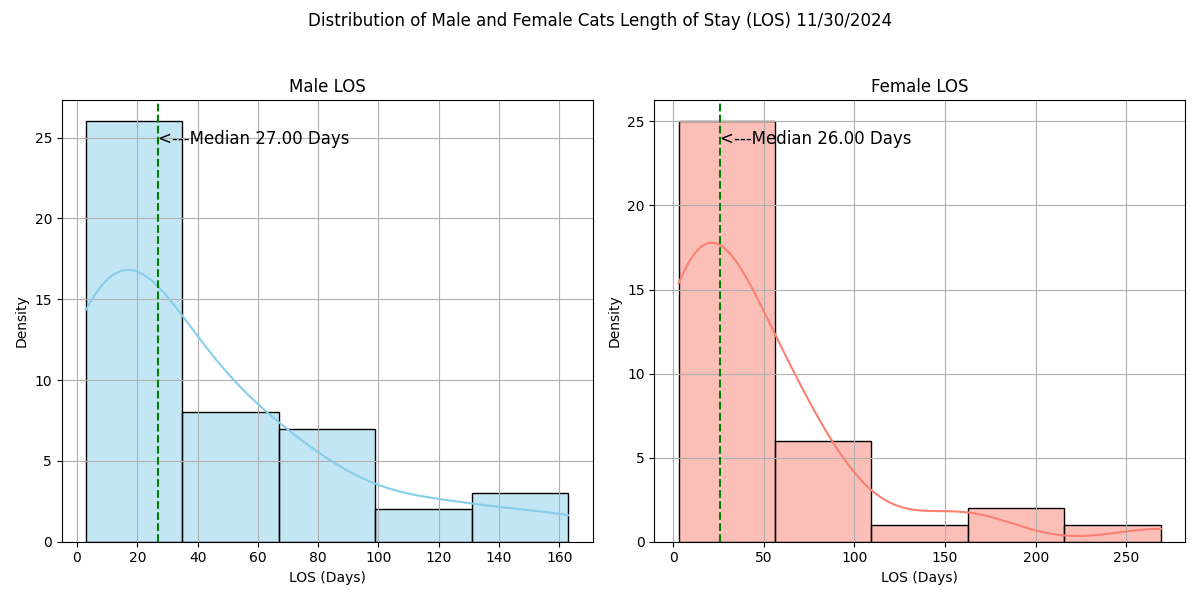 Distribution of Male and Female Cats Length of Stay (LOS) 11/30/2024
Male LOS
Density
25
20
15
10
5
0
<---Median 27.00 Days
0 20 40 60 80 100 120 140 160
LOS (Days)
Female LOS
Density
25
20
15
10
5
0
<---Median 26.00 Days
0 50 100 150 200 250
LOS (Days)